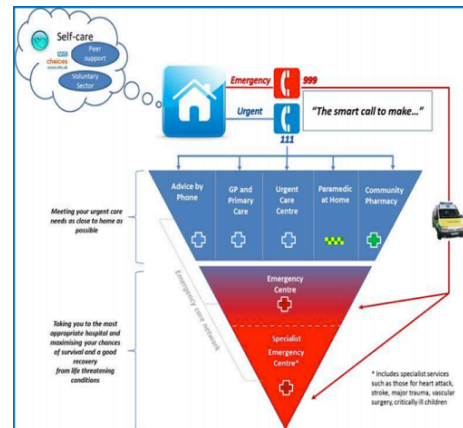 Self-care
Peer
support
NHS
choices
Voluntary
Sector
Emergency
999
Urgent
111
“The smart call to make…”
Advice by
Phone
GP and
Primary
Care
Urgent
Care
Centre
Paramedic
at Home
Community
Pharmacy
Meeting your urgent care
needs as close to home as
possible
Emergency care network
Emergency
Centre
Taking you to the most
appropriate hospital and
maximising your chances
of survival and a good
recovery
from life threatening
conditions
Specialist
Emergency
Centre*
* Includes specialist services
such as those for heart attack,
stroke, major trauma, vascular
surgery, critically ill children